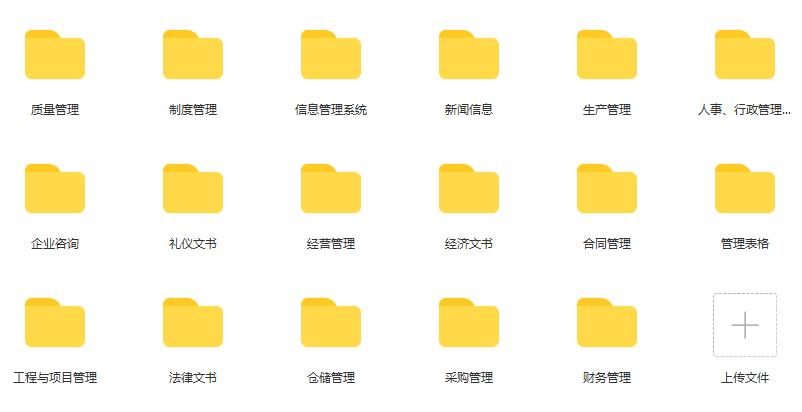 质量管理
制度管理
信息管理系统
新闻信息
生产管理
人事、行政管理...
企业咨询
礼仪文书
经营管理
经济文书
合同管理
管理表格
工程与项目管理
法律文书
仓储管理
采购管理
财务管理
上传文件